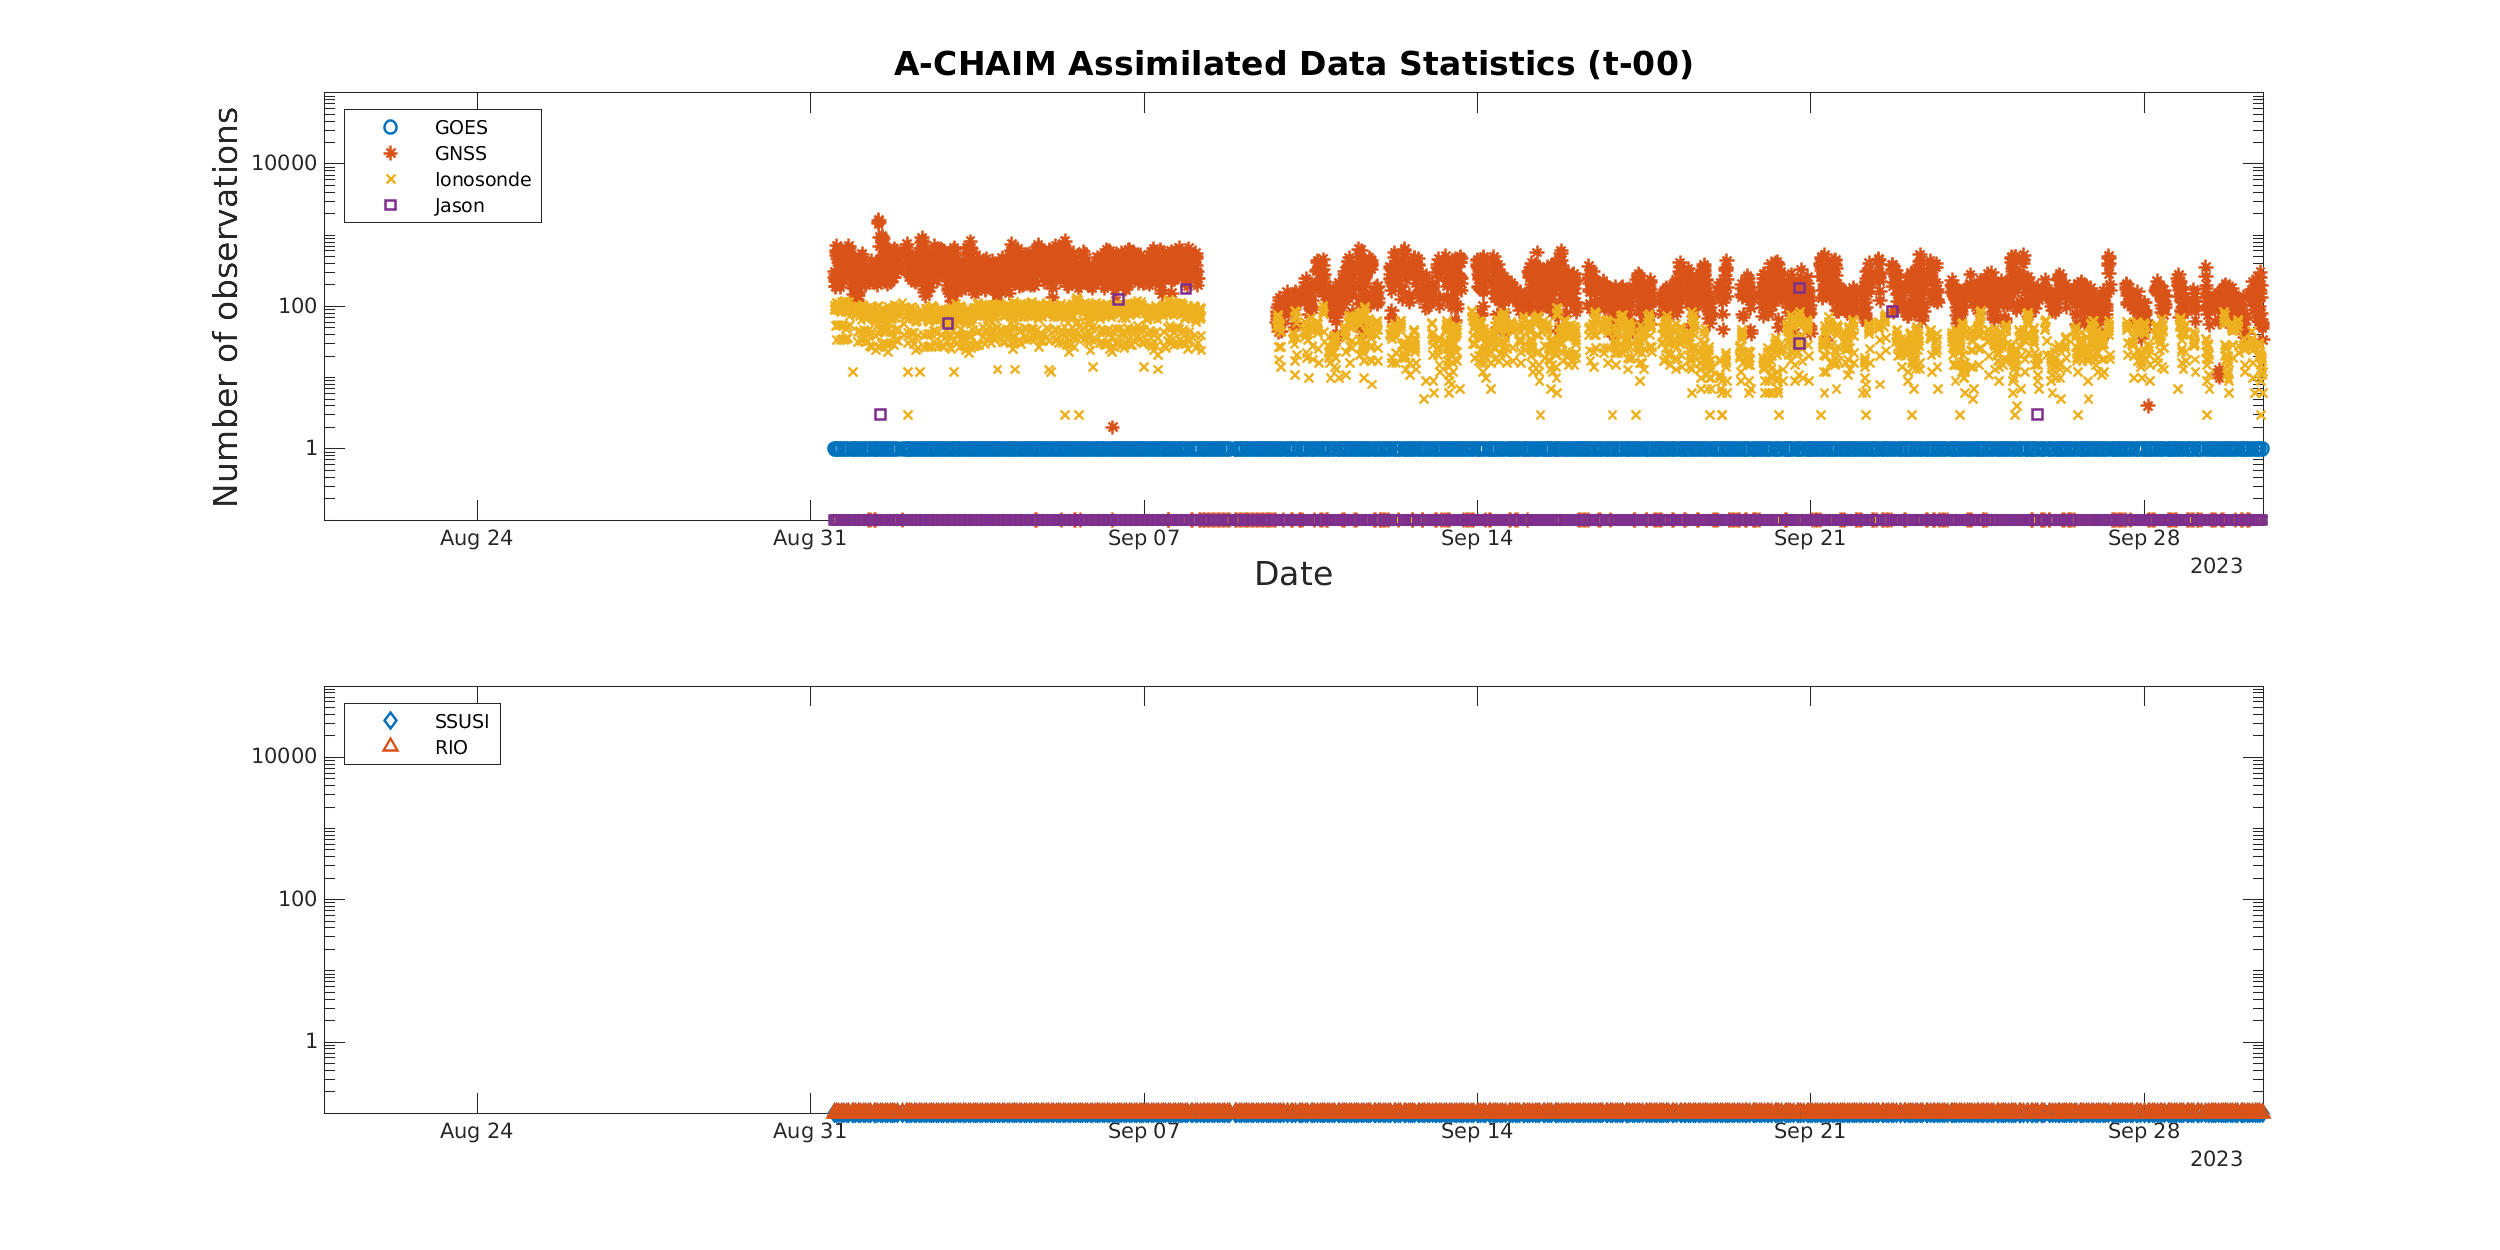 A-CHAIM Assimilated Data Statistics (t-00)
Number of observations
10000
100
1
GOES
GNSS
Ionosonde
Jason
Aug 24 Aug 31 Sep 07 Sep 14 Sep 21 Sep 28
2023
Date
10000
100
1
SSUSI
RIO
Aug 24 Aug 31 Sep 07 Sep 14 Sep 21 Sep 28
2023